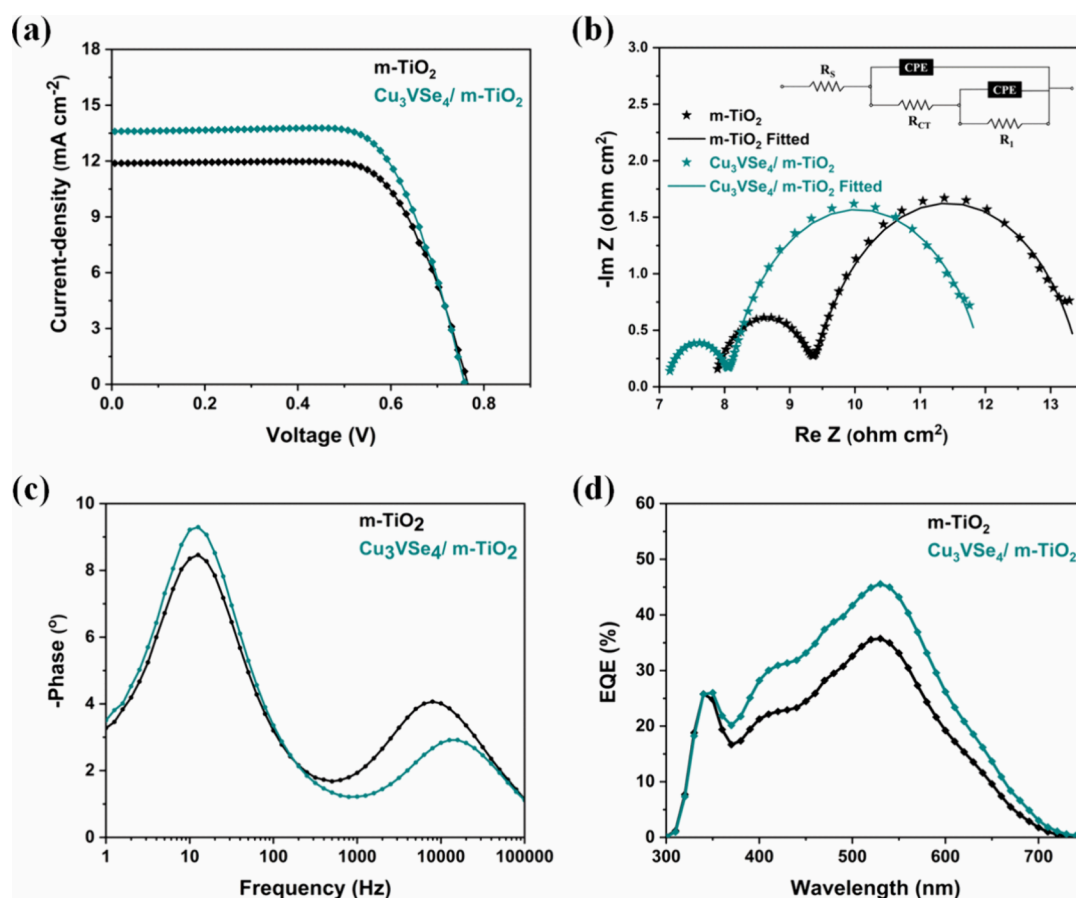 (a)
18
15
12
9
6
3
0
0.0 0.2 0.4 0.6 0.8
Current-density (mA cm⁻²)
Voltage (V)
m-TiO₂
Cu₃VSe₄/ m-TiO₂
(b)
3.0
2.5
2.0
1.5
1.0
0.5
0.0
7 8 9 10 11 12 13
-Im Z (ohm cm²)
Re Z (ohm cm²)
R_S
CPE
R_CT
CPE
R₁
m-TiO₂
m-TiO₂ Fitted
Cu₃VSe₄/ m-TiO₂
Cu₃VSe₄/ m-TiO₂ Fitted
(c)
10
8
6
4
2
0
1 10 100 1000 10000 100000
-Phase (º)
Frequency (Hz)
m-TiO₂
Cu₃VSe₄/ m-TiO₂
(d)
60
50
40
30
20
10
0
300 400 500 600 700
EQE (%)
Wavelength (nm)
m-TiO₂
Cu₃VSe₄/ m-TiO₂